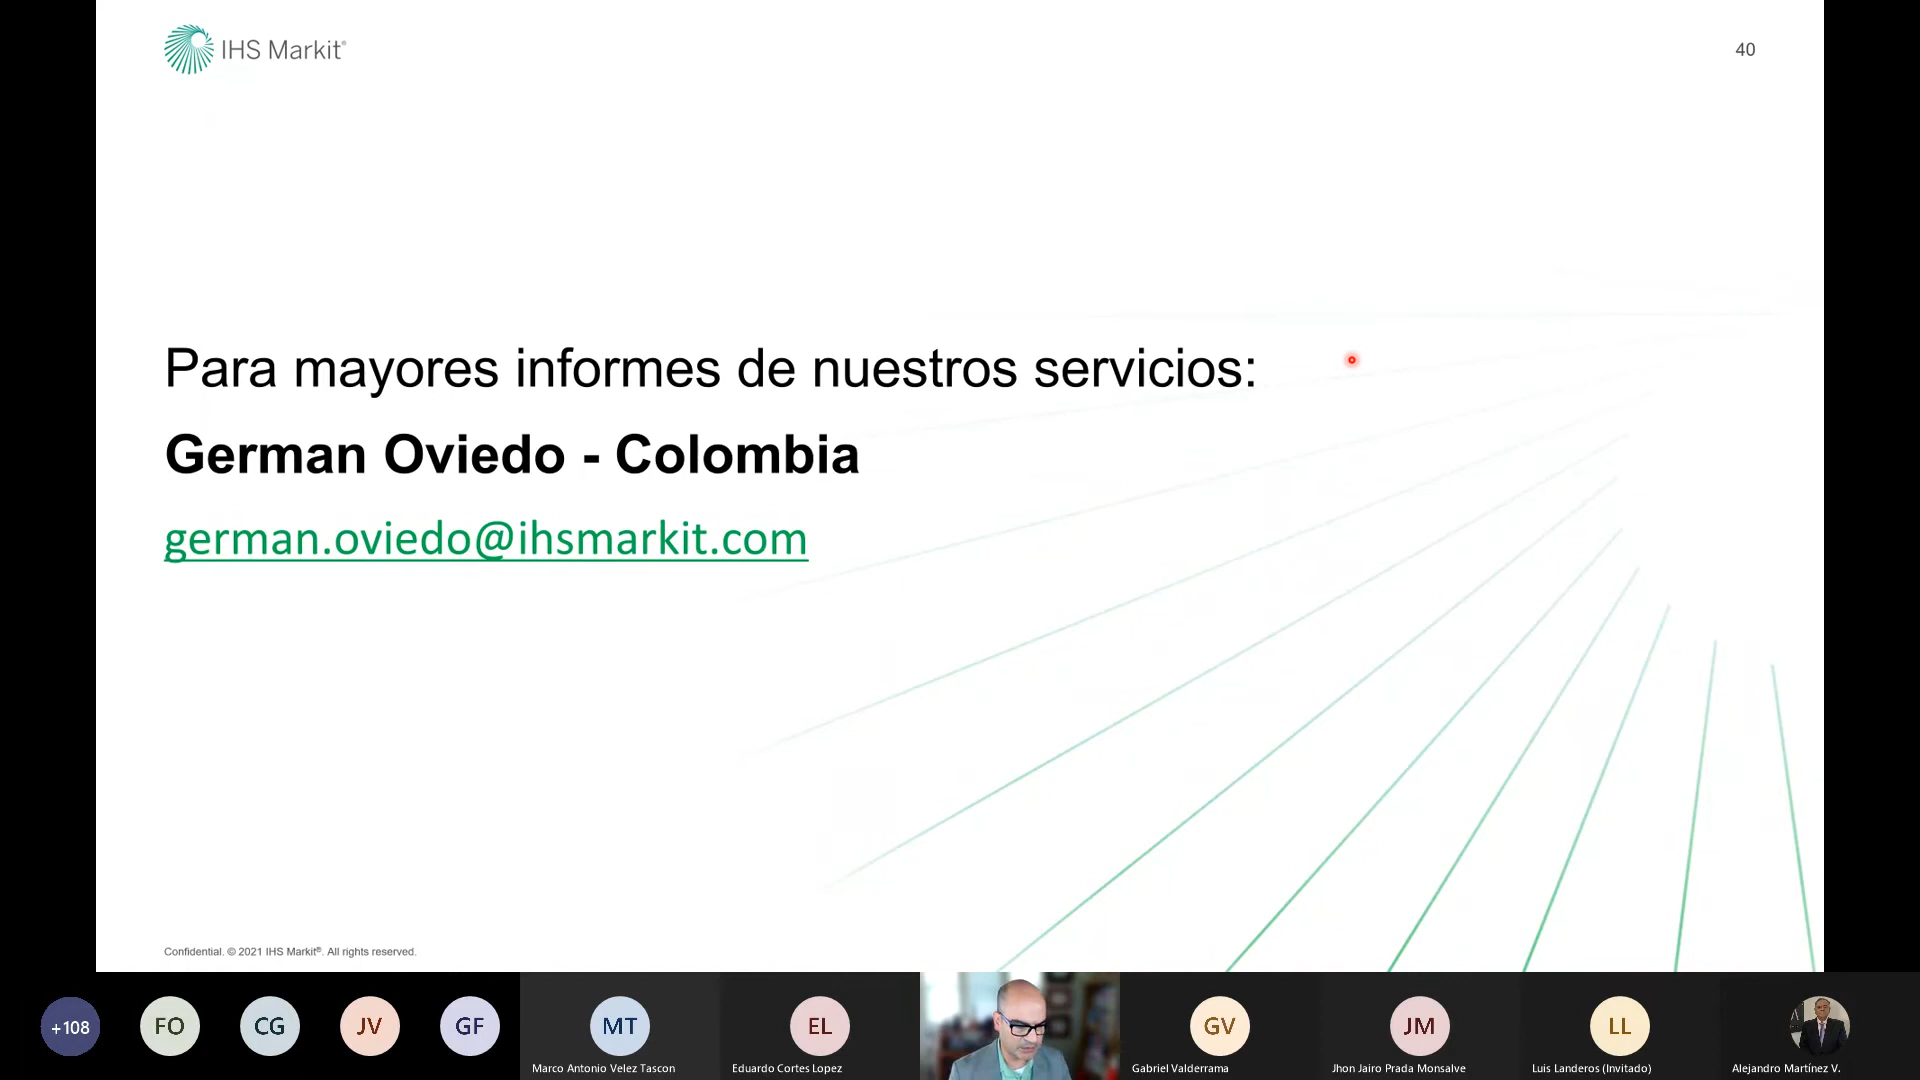 IHS Markit®
40
Para mayores informes de nuestros servicios:
German Oviedo - Colombia
german.oviedo@ihsmarkit.com
Confidential. © 2021 IHS Markit®. All rights reserved.
+108
FO
CG
JV
GF
MT
EL
GV
JM
LL
Marco Antonio Velez Tascon
Eduardo Cortes Lopez
Gabriel Valderrama
Jhon Jairo Prada Monsalve
Luis Landeros (Invitado)
Alejandro Martínez V.